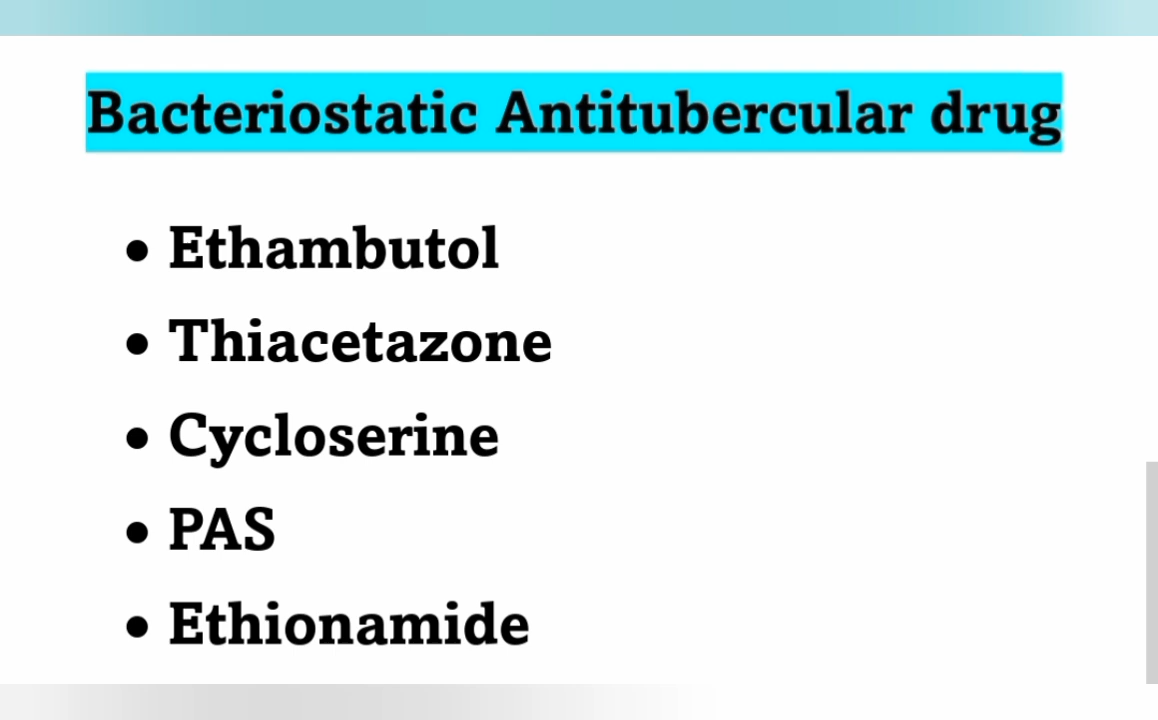 Bacteriostatic Antitubercular drug
• Ethambutol
• Thiacetazone
• Cycloserine
• PAS
• Ethionamide